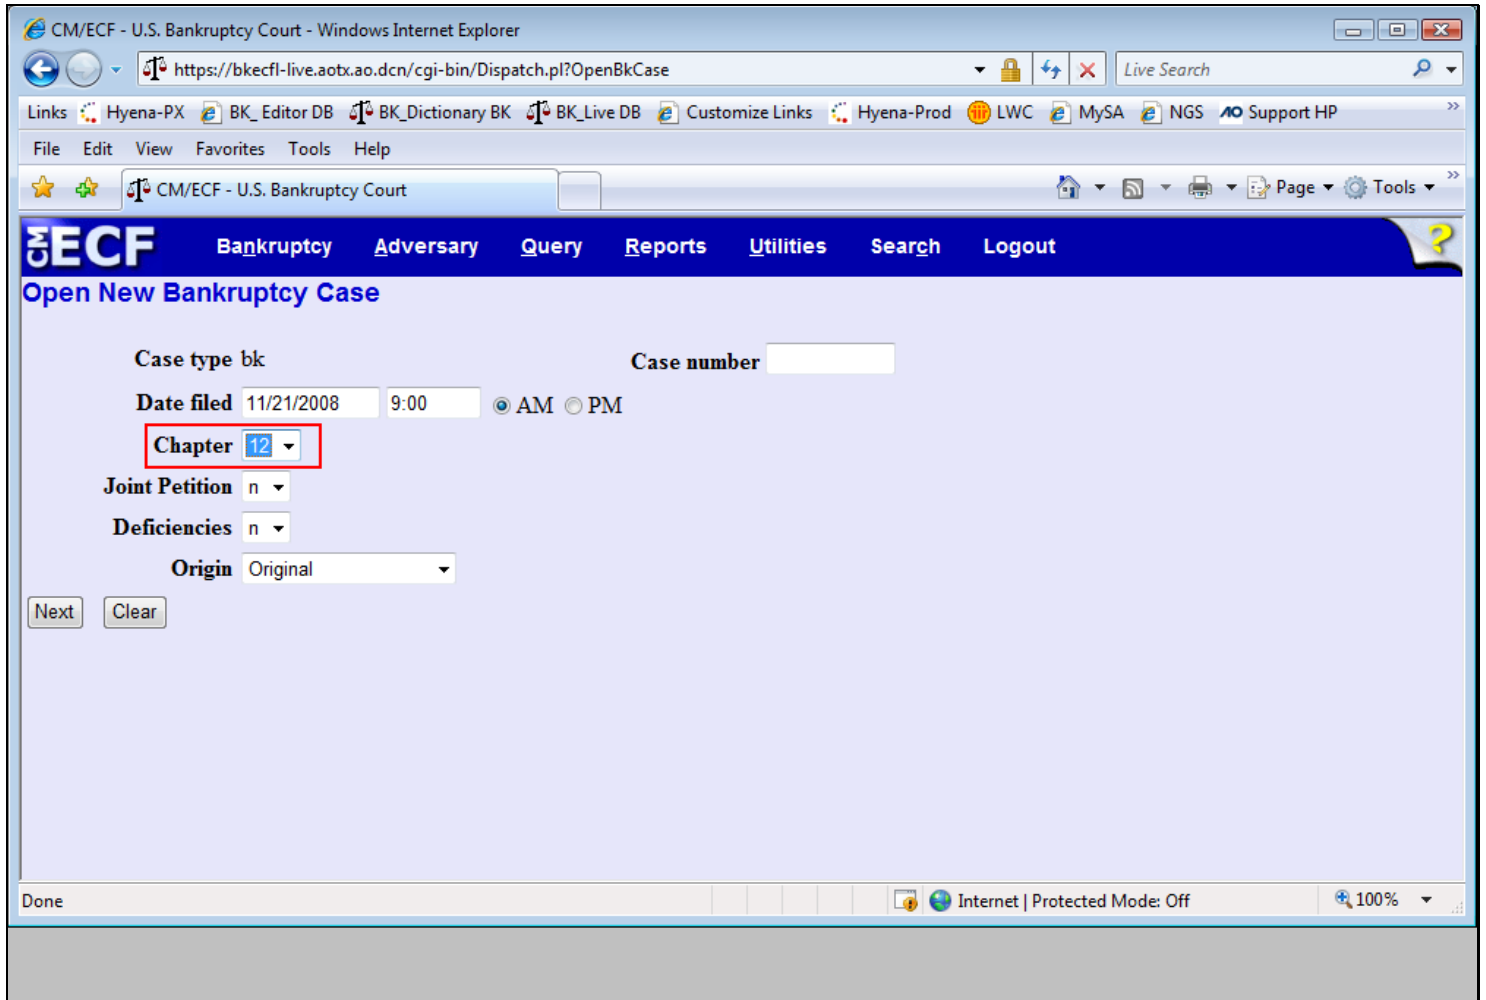 CM/ECF - U.S. Bankruptcy Court - Windows Internet Explorer
https://bkecfl-live.aotx.ao.dcn/cgi-bin/Dispatch.pl?OpenBkCase Live Search
Links Hyena-PX BK_ Editor DB BK_Dictionary BK BK_Live DB Customize Links Hyena-Prod LWC MySA NGS AO Support HP »
File Edit View Favorites Tools Help
CM/ECF - U.S. Bankruptcy Court Page Tools »
CM ECF Bankruptcy Adversary Query Reports Utilities Search Logout ?
Open New Bankruptcy Case
Case type bk Case number
Date filed 11/21/2008 9:00 AM PM
Chapter 12
Joint Petition n
Deficiencies n
Origin Original
Next Clear
Done Internet | Protected Mode: Off 100%